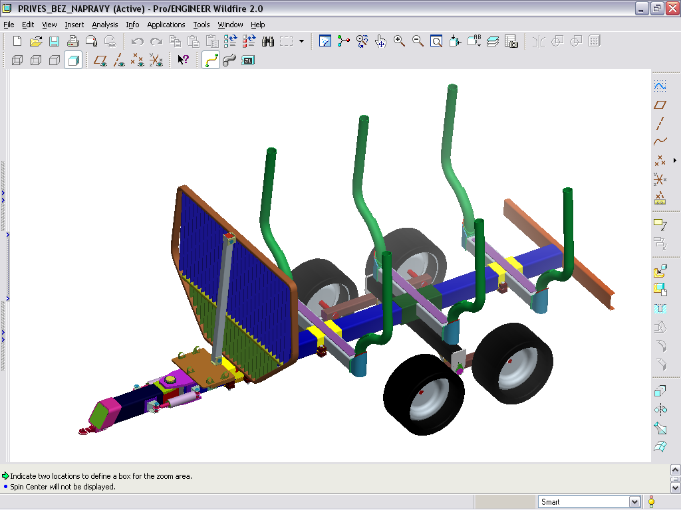 PRIVES_BEZ_NAPRAVY (Active) - Pro/ENGINEER Wildfire 2.0
File Edit View Insert Analysis Info Applications Tools Window Help
Indicate two locations to define a box for the zoom area.
Spin Center will not be displayed.
Smart